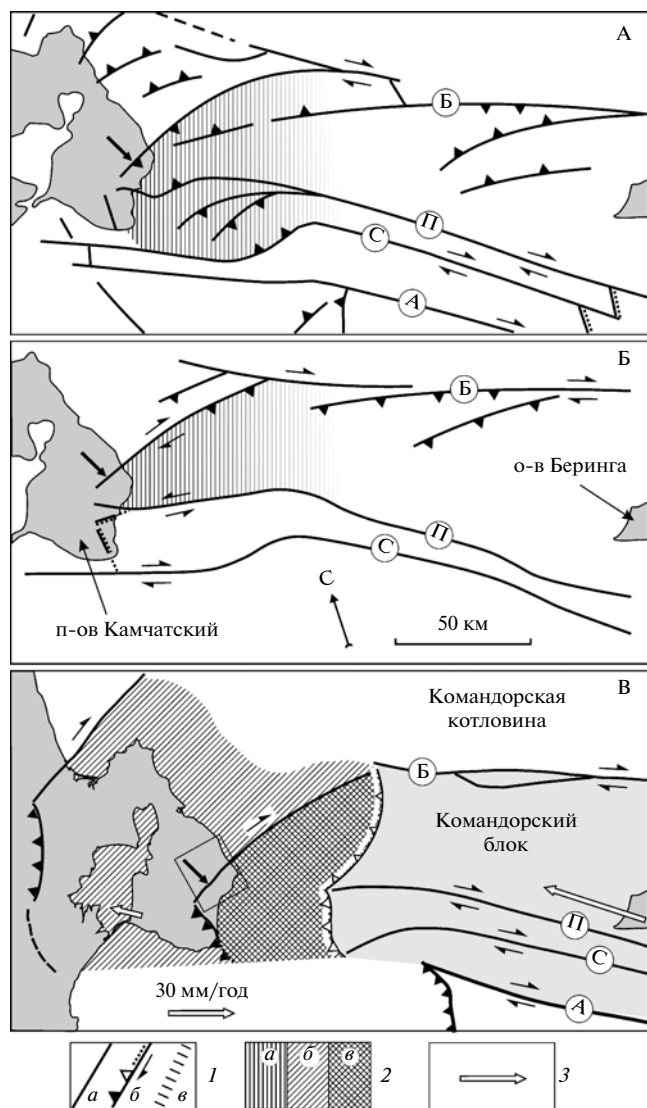 А
Б
П
С
А
Б
Б
о-в Беринга
П
С
С
п-ов Камчатский
50 км
В
Командорская
котловина
Б
Командорский
блок
П
С
А
30 мм/год
а б в 1 а б в 2 3